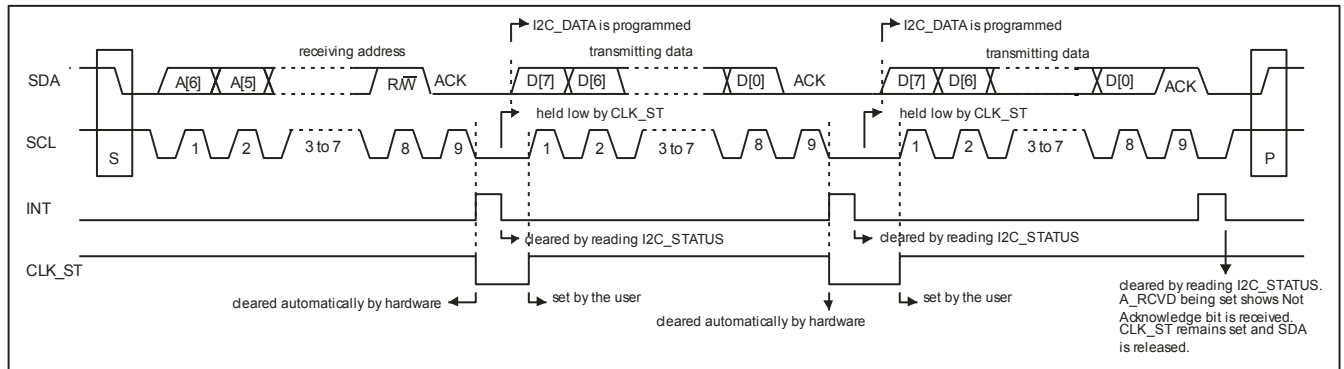 I2C_DATA is programmed
I2C_DATA is programmed
receiving address
transmitting data
transmitting data
SDA
A[6]
A[5]
R/W̅
ACK
D[7]
D[6]
D[0]
ACK
D[7]
D[6]
D[0]
ACK
held low by CLK_ST
held low by CLK_ST
SCL
S
1
2
3 to 7
8
9
1
2
3 to 7
8
9
1
2
3 to 7
8
9
P
INT
cleared by reading I2C_STATUS
cleared by reading I2C_STATUS
CLK_ST
cleared automatically by hardware
set by the user
cleared automatically by hardware
set by the user
cleared by reading I2C_STATUS.
A_RCVD being set shows Not
Acknowledge bit is received.
CLK_ST remains set and SDA
is released.